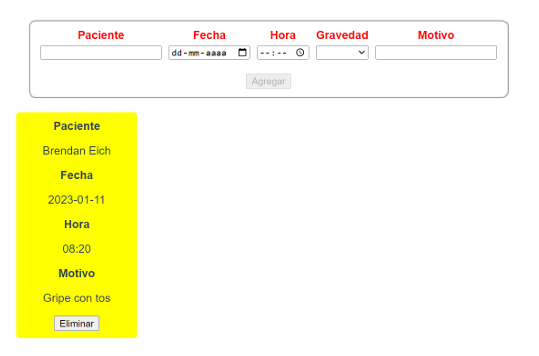 Paciente Fecha Hora Gravedad Motivo
dd-mm-aaaa --:--
Agregar
Paciente
Brendan Eich
Fecha
2023-01-11
Hora
08:20
Motivo
Gripe con tos
Eliminar